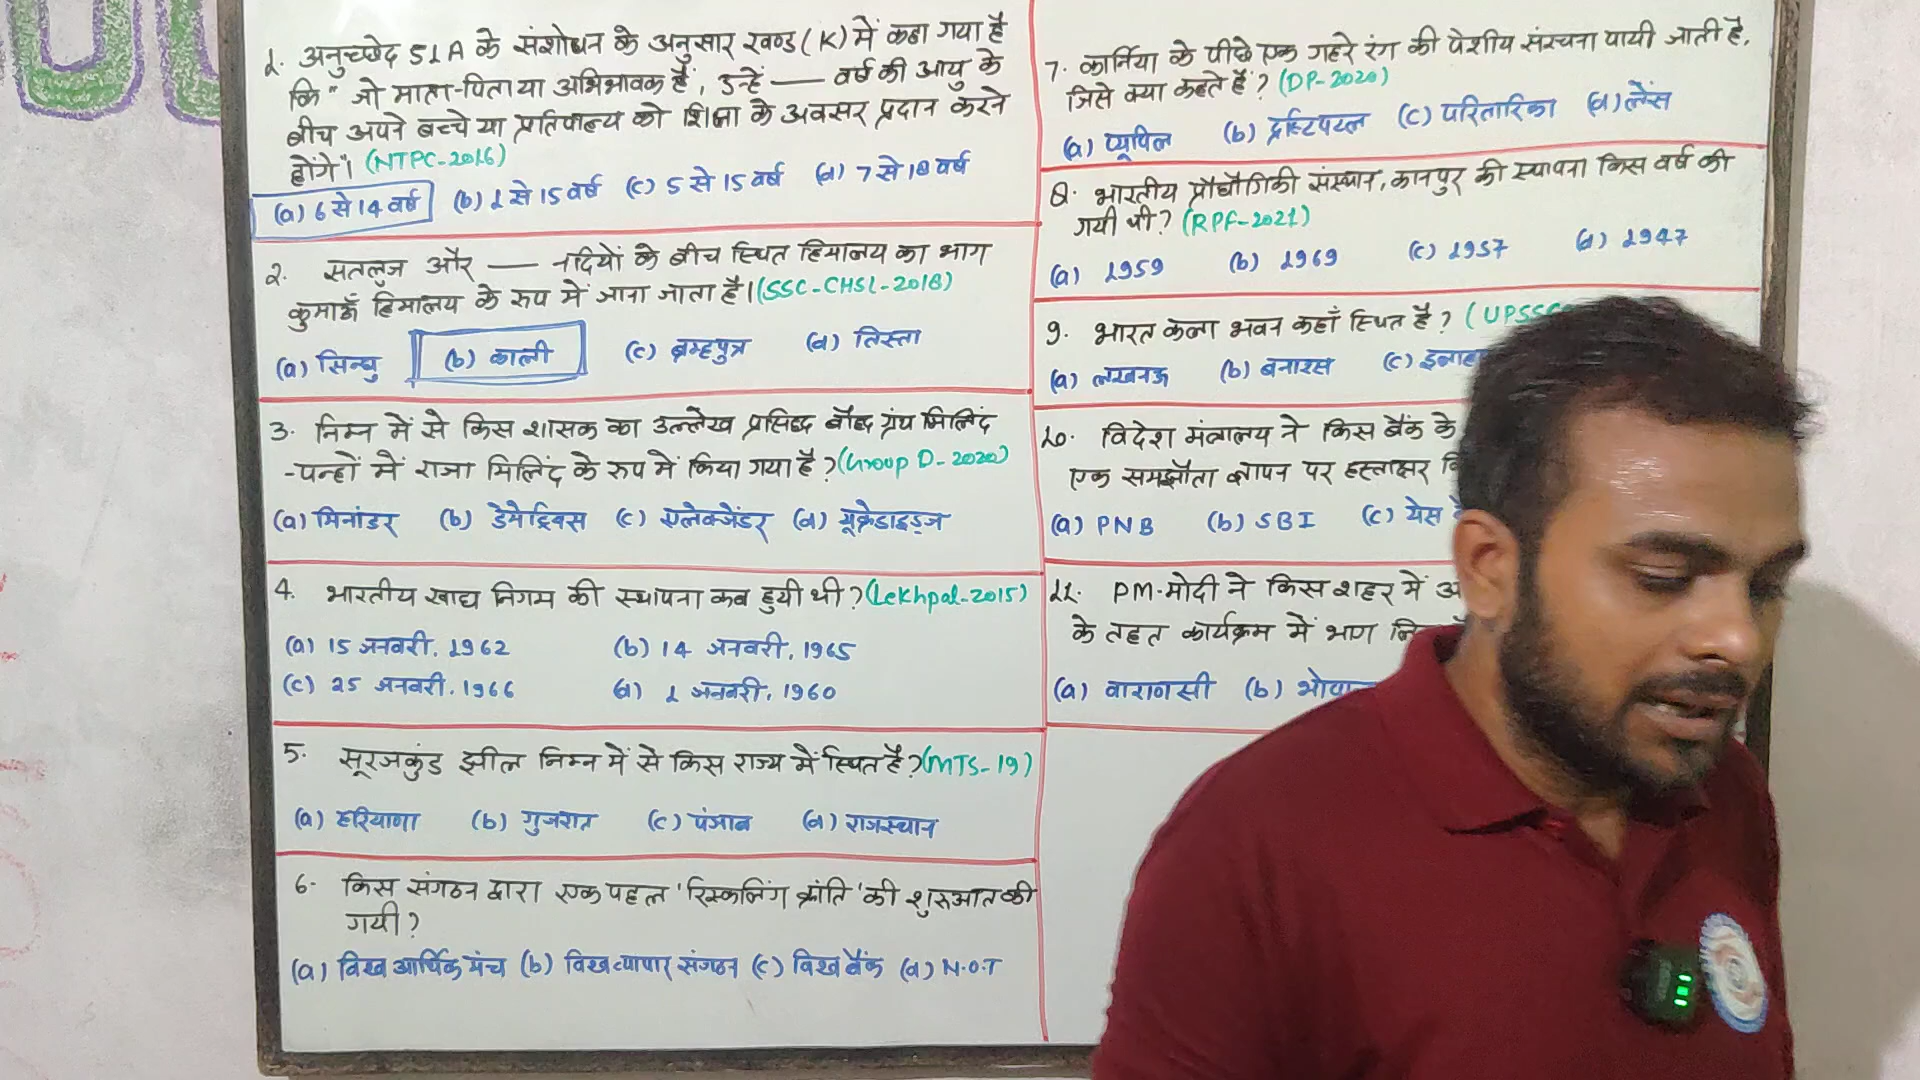 1. अनुच्छेद 51A के संशोधन के अनुसार खण्ड (K) में कहा गया है
कि " जो माता-पिता या अभिभावक हैं, उन्हें —— वर्ष की आयु के
बीच अपने बच्चे या प्रतिपाल्य को शिक्षा के अवसर प्रदान करने
होंगे"। (NTPC-2016)
(a) 6 से 14 वर्ष (b) 1 से 15 वर्ष (c) 5 से 15 वर्ष (d) 7 से 18 वर्ष
2. सतलुज और —— नदियों के बीच स्थित हिमालय का भाग
कुमाऊँ हिमालय के रूप में जाना जाता है। (SSC-CHSL-2018)
(a) सिन्धु (b) काली (c) ब्रम्हपुत्र (d) तिस्ता
3. निम्न में से किस शासक का उल्लेख प्रसिद्ध बौद्ध ग्रंथ मिलिंद
-पन्हों में राजा मिलिंद के रूप में किया गया है? (Group D-2020)
(a) मिनांडर (b) डेमेट्रियस (c) एलेक्जेंडर (d) यूक्रेडाइड्ज
4. भारतीय खाद्य निगम की स्थापना कब हुयी थी? (Lekhpal-2015)
(a) 15 जनवरी, 1962 (b) 14 जनवरी, 1965
(c) 25 जनवरी, 1966 (d) 1 जनवरी, 1960
5. सूरजकुंड झील निम्न में से किस राज्य में स्थित है? (MTS-19)
(a) हरियाणा (b) गुजरात (c) पंजाब (d) राजस्थान
6- किस संगठन द्वारा एक पहल 'रिस्कलिंग क्रांति' की शुरुआत की
गयी?
(a) विश्व आर्थिक मंच (b) विश्व व्यापार संगठन (c) विश्व बैंक (d) N.O.T
7. कार्निया के पीछे एक गहरे रंग की पेशीय संरचना पायी जाती है,
जिसे क्या कहते हैं? (DP-2020)
(a) प्यूपिल (b) दृष्टिपटल (c) परितारिका (d) लेंस
8. भारतीय प्रौद्यौगिकी संस्थान, कानपुर की स्थापना किस वर्ष की
गयी थी? (RPF-2021)
(a) 1959 (b) 1969 (c) 1957 (d) 1947
9. भारत कला भवन कहाँ स्थित है? (UPSSC
(a) लखनऊ (b) बनारस (c)
10. विदेश मंत्रालय ने किस बैंक के
एक समझौता ज्ञापन पर हस्ताक्षर
(a) PNB (b) SBI (c) येस
11. PM-मोदी ने किस शहर में
के तहत कार्यक्रम में भाग
(a) वाराणसी (b)